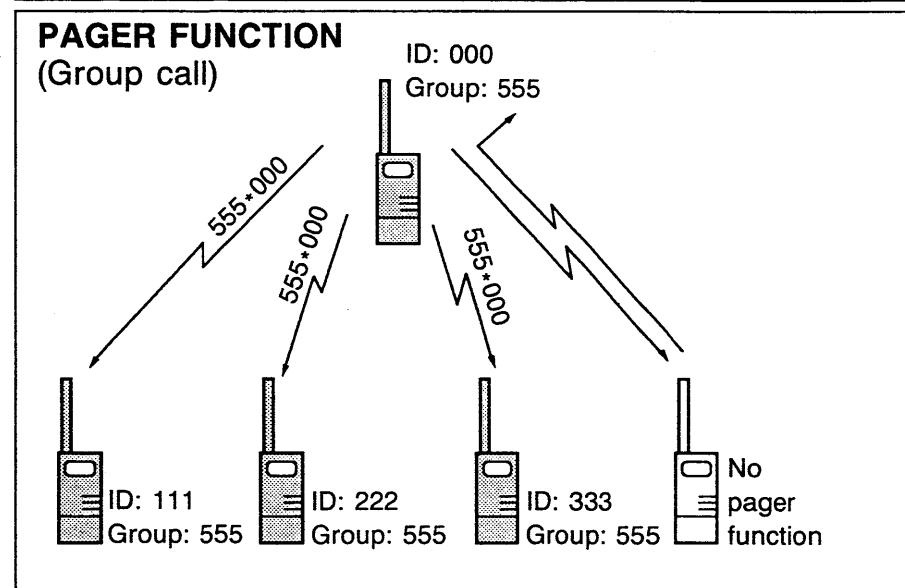 PAGER FUNCTION
(Group call)
ID: 000
Group: 555
555*000
555*000
555*000
ID: 111
Group: 555
ID: 222
Group: 555
ID: 333
Group: 555
No
pager
function